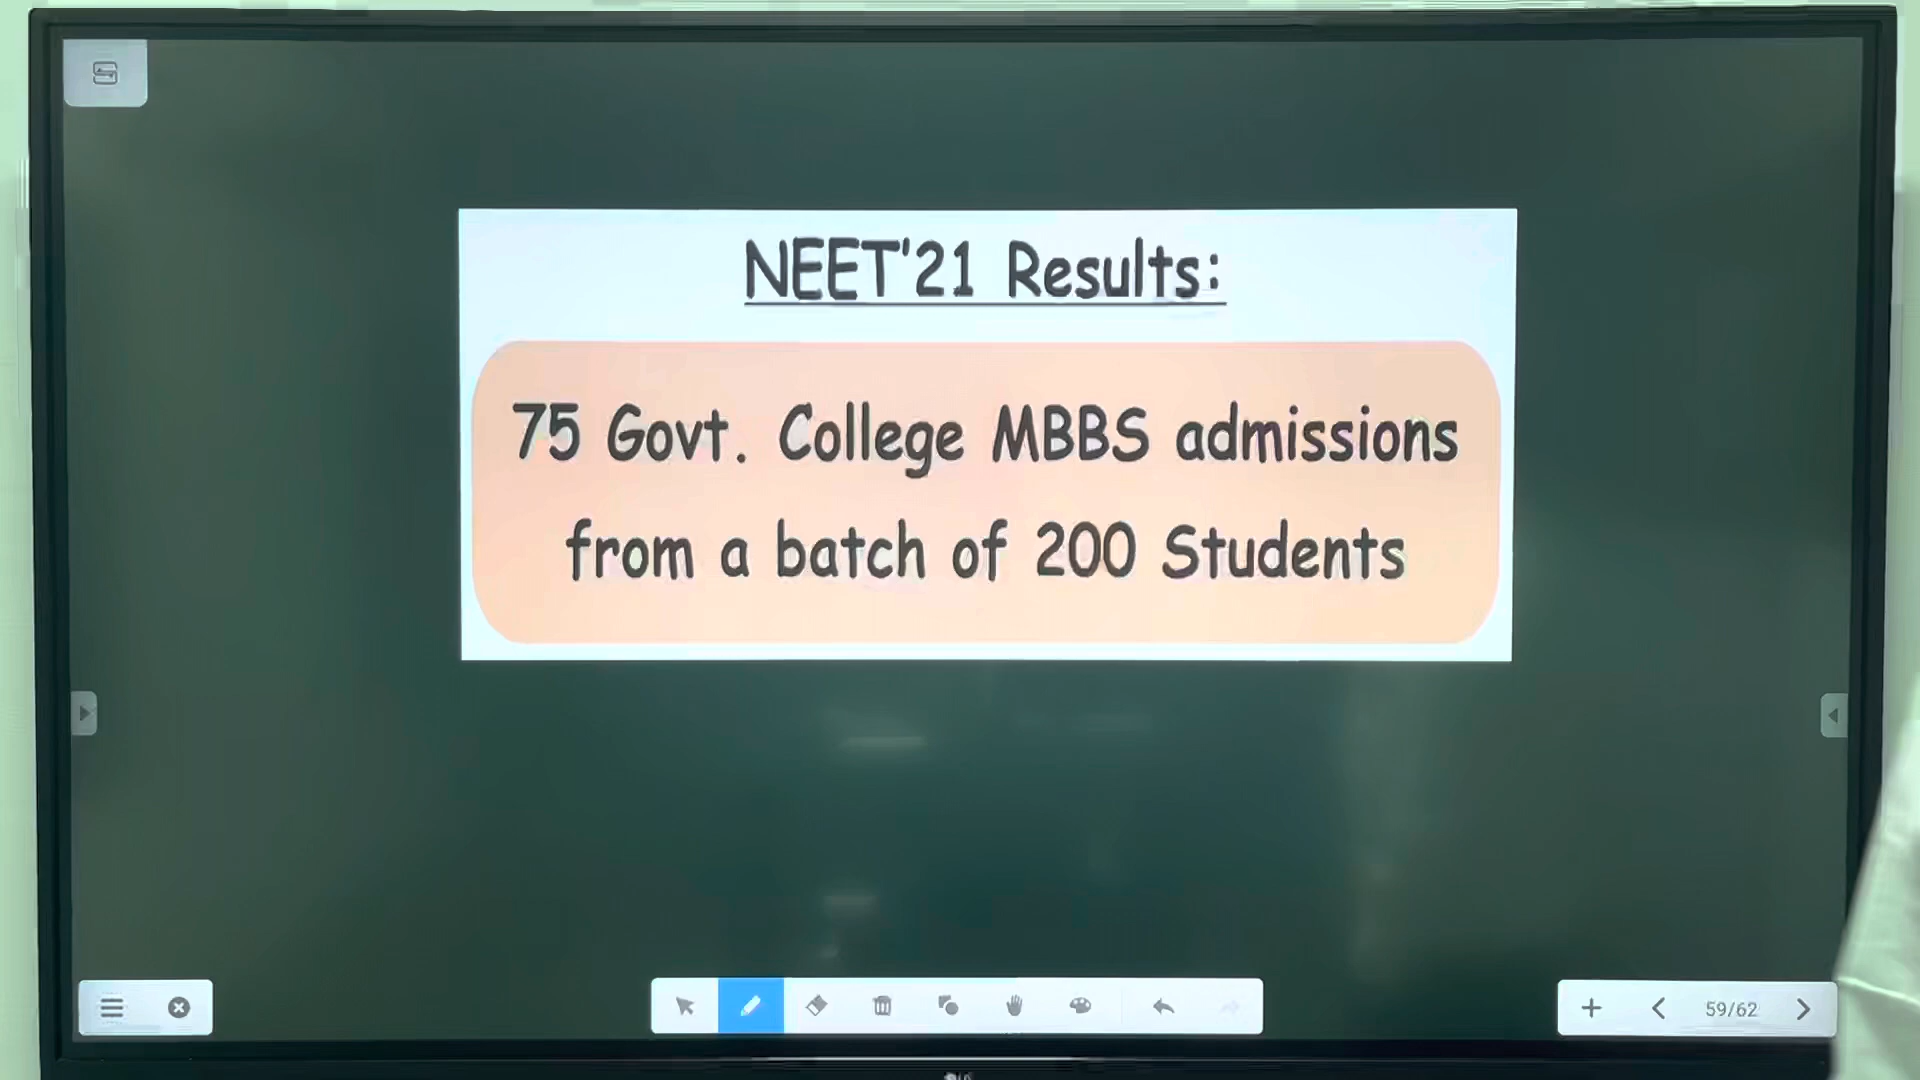 NEET'21 Results:
75 Govt. College MBBS admissions
from a batch of 200 Students
59/62